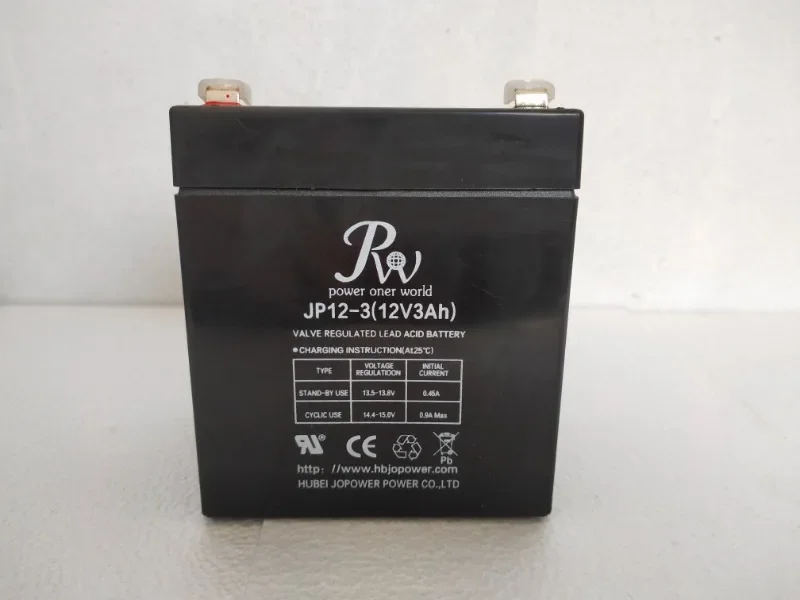 PW
power oner world
JP12-3(12V3Ah)
VALVE REGULATED LEAD ACID BATTERY
●CHARGING INSTRUCTION(At25℃)
TYPE VOLTAGE REGULATIOON INITIAL CURRENT
STAND-BY USE 13.5-13.8V 0.45A
CYCLIC USE 14.4-15.0V 0.9A Max
Pb
http://www.hbjopower.com
HUBEI JOPOWER POWER CO.,LTD